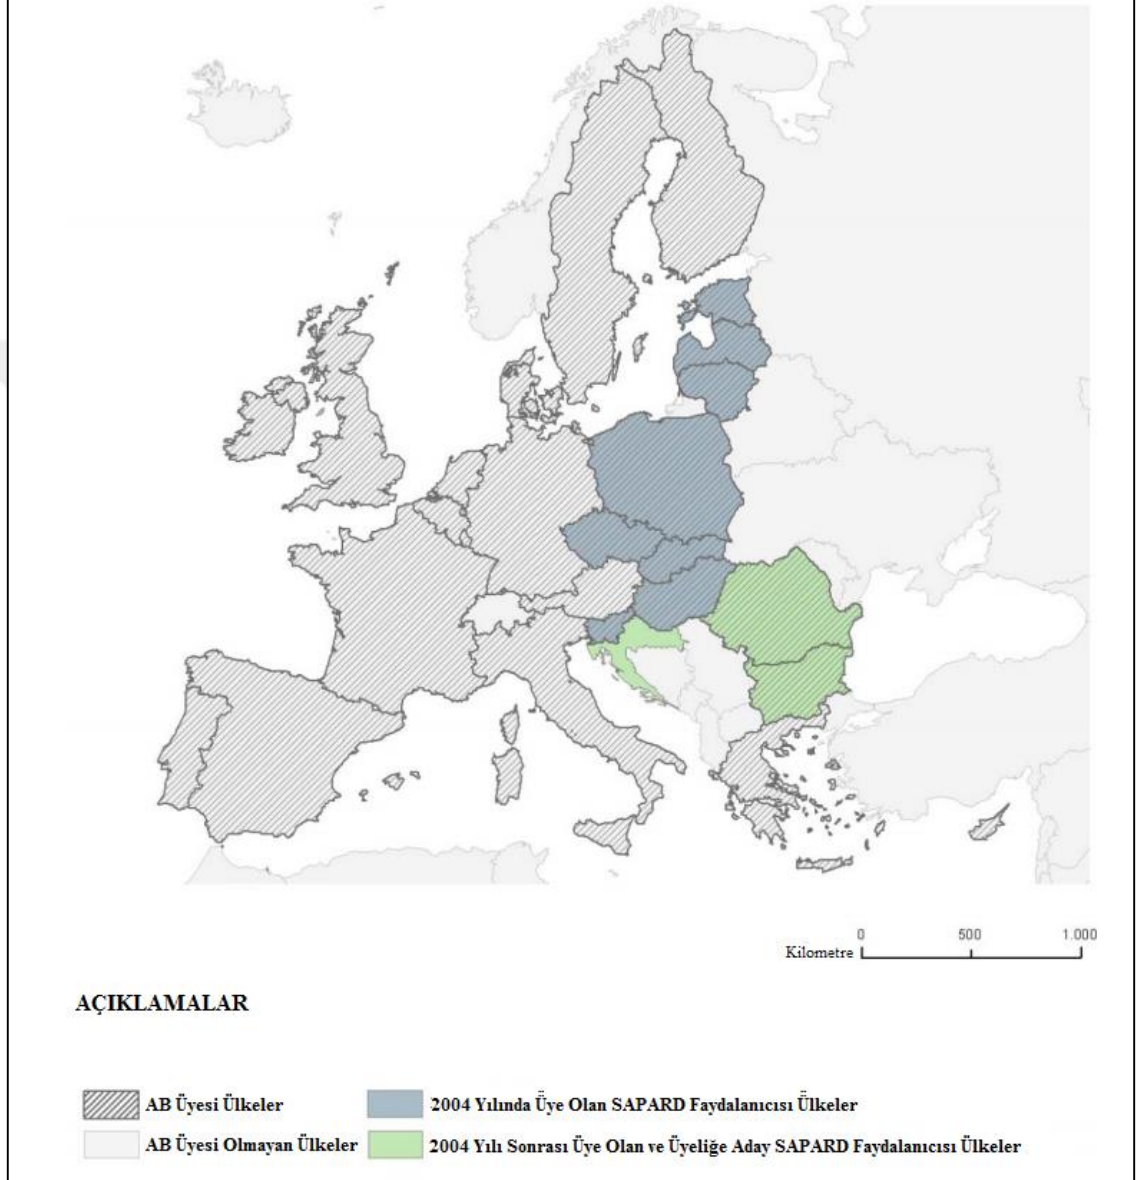 0 500 1.000
Kilometre
AÇIKLAMALAR
AB Üyesi Ülkeler
2004 Yılında Üye Olan SAPARD Faydalanıcısı Ülkeler
AB Üyesi Olmayan Ülkeler
2004 Yılı Sonrası Üye Olan ve Üyeliğe Aday SAPARD Faydalanıcısı Ülkeler